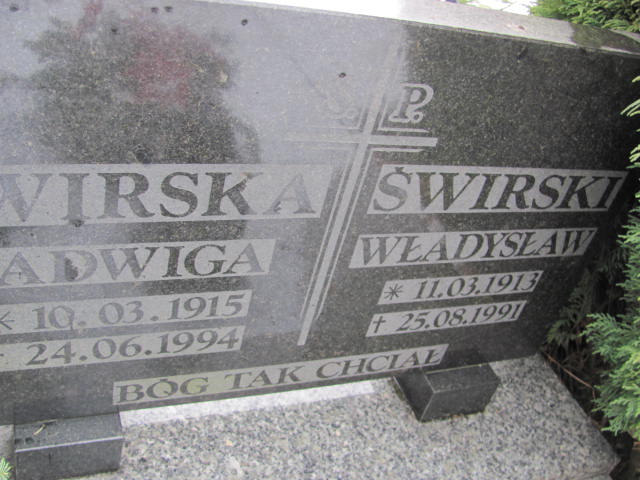 Ś. P.
WIRSKA
ADWIGA
* 10.03.1915
24.06.1994
ŚWIRSKI
WŁADYSŁAW
* 11.03.1913
† 25.08.1991
BÓG TAK CHCIAŁ